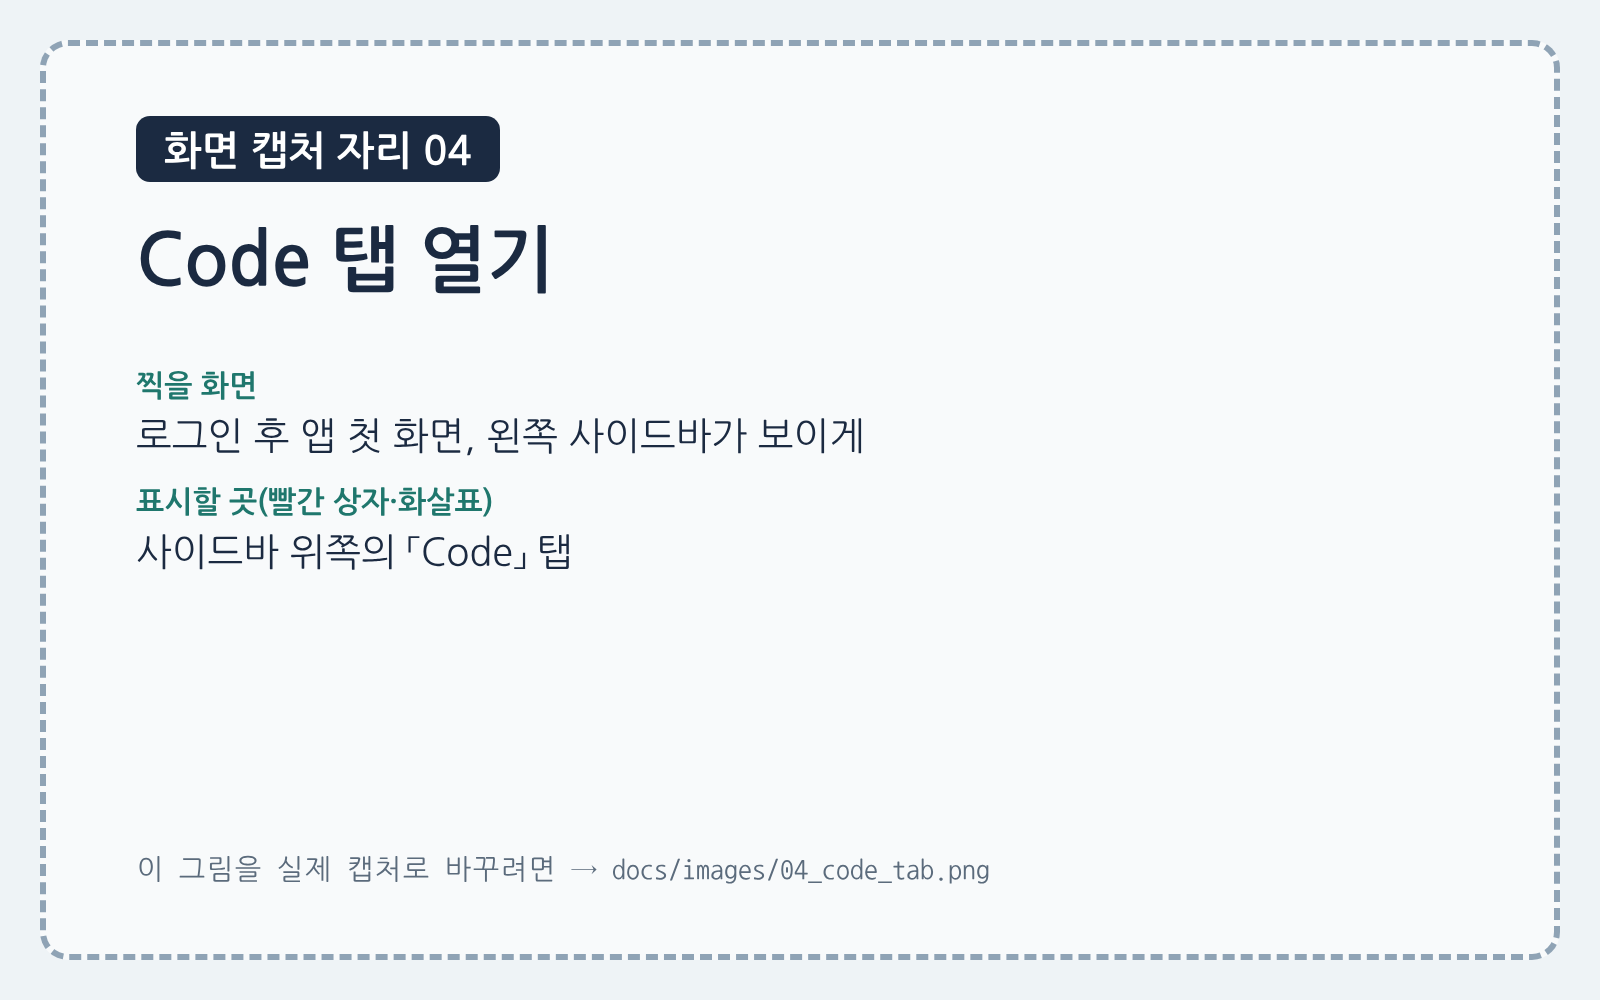 화면 캡처 자리 04
Code 탭 열기
찍을 화면
로그인 후 앱 첫 화면, 왼쪽 사이드바가 보이게
표시할 곳(빨간 상자·화살표)
사이드바 위쪽의 「Code」 탭
이 그림을 실제 캡처로 바꾸려면 → docs/images/04_code_tab.png